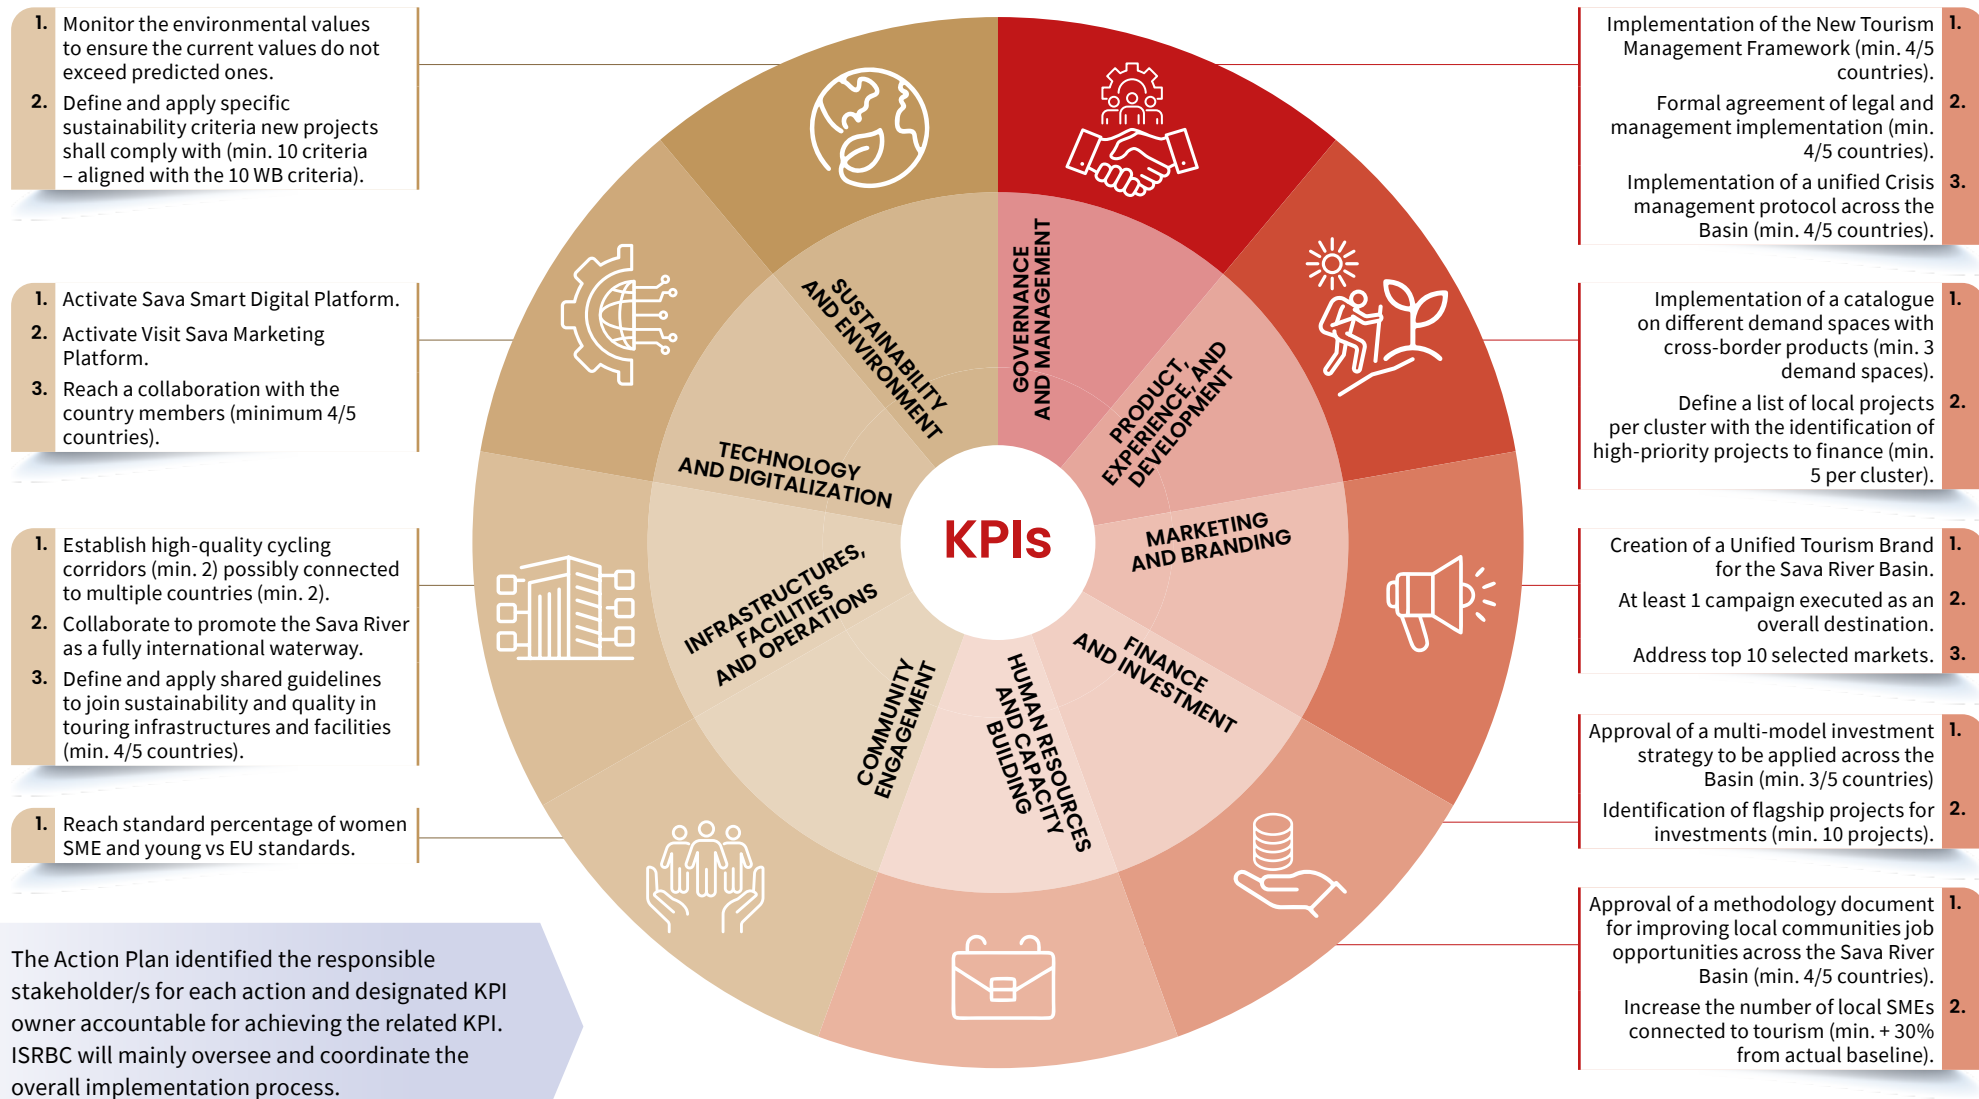 1. Monitor the environmental values
to ensure the current values do not
exceed predicted ones.
2. Define and apply specific
sustainability criteria new projects
shall comply with (min. 10 criteria
– aligned with the 10 WB criteria).
1. Activate Sava Smart Digital Platform.
2. Activate Visit Sava Marketing
Platform.
3. Reach a collaboration with the
country members (minimum 4/5
countries).
1. Establish high-quality cycling
corridors (min. 2) possibly connected
to multiple countries (min. 2).
2. Collaborate to promote the Sava River
as a fully international waterway.
3. Define and apply shared guidelines
to join sustainability and quality in
touring infrastructures and facilities
(min. 4/5 countries).
1. Reach standard percentage of women
SME and young vs EU standards.
The Action Plan identified the responsible
stakeholder/s for each action and designated KPI
owner accountable for achieving the related KPI.
ISRBC will mainly oversee and coordinate the
overall implementation process.
KPIs
GOVERNANCE
AND MANAGEMENT
PRODUCT,
EXPERIENCE, AND
DEVELOPMENT
MARKETING
AND BRANDING
FINANCE
AND INVESTMENT
HUMAN RESOURCES
AND CAPACITY
BUILDING
COMMUNITY
ENGAGEMENT
INFRASTRUCTURES,
FACILITIES
AND OPERATIONS
TECHNOLOGY
AND DIGITALIZATION
SUSTAINABILITY
AND ENVIRONMENT
Implementation of the New Tourism 1.
Management Framework (min. 4/5
countries).
Formal agreement of legal and 2.
management implementation (min.
4/5 countries).
Implementation of a unified Crisis 3.
management protocol across the
Basin (min. 4/5 countries).
Implementation of a catalogue 1.
on different demand spaces with
cross-border products (min. 3
demand spaces).
Define a list of local projects 2.
per cluster with the identification of
high-priority projects to finance (min.
5 per cluster).
Creation of a Unified Tourism Brand 1.
for the Sava River Basin.
At least 1 campaign executed as an 2.
overall destination.
Address top 10 selected markets. 3.
Approval of a multi-model investment 1.
strategy to be applied across the
Basin (min. 3/5 countries)
Identification of flagship projects for 2.
investments (min. 10 projects).
Approval of a methodology document 1.
for improving local communities job
opportunities across the Sava River
Basin (min. 4/5 countries).
Increase the number of local SMEs 2.
connected to tourism (min. + 30%
from actual baseline).